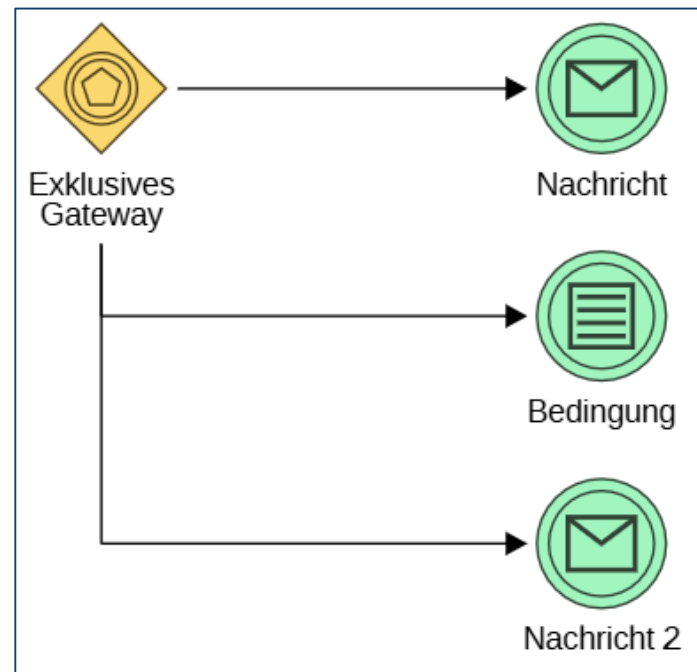 Exklusives
Gateway
Nachricht
Bedingung
Nachricht 2